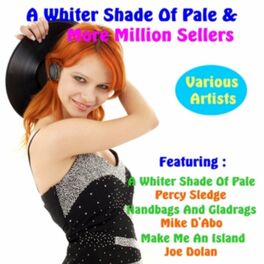 A Whiter Shade Of Pale &
More Million Sellers
Various
Artists
Featuring :
A Whiter Shade Of Pale
Percy Sledge
Handbags And Gladrags
Mike D'Abo
Make Me An Island
Joe Dolan